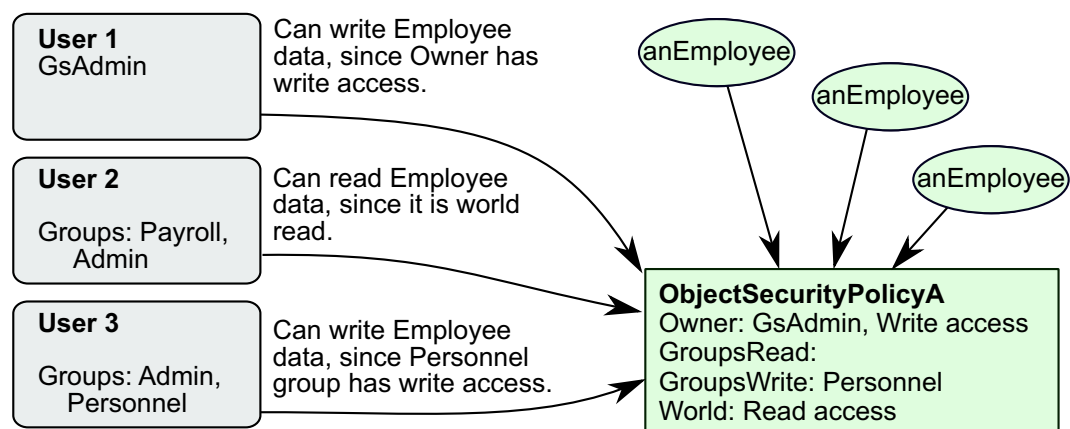 User 1
GsAdmin
Can write Employee
data, since Owner has
write access.
User 2
Groups: Payroll,
Admin
Can read Employee
data, since it is world
read.
User 3
Groups: Admin,
Personnel
Can write Employee
data, since Personnel
group has write access.
anEmployee
anEmployee
anEmployee
ObjectSecurityPolicyA
Owner: GsAdmin, Write access
GroupsRead:
GroupsWrite: Personnel
World: Read access